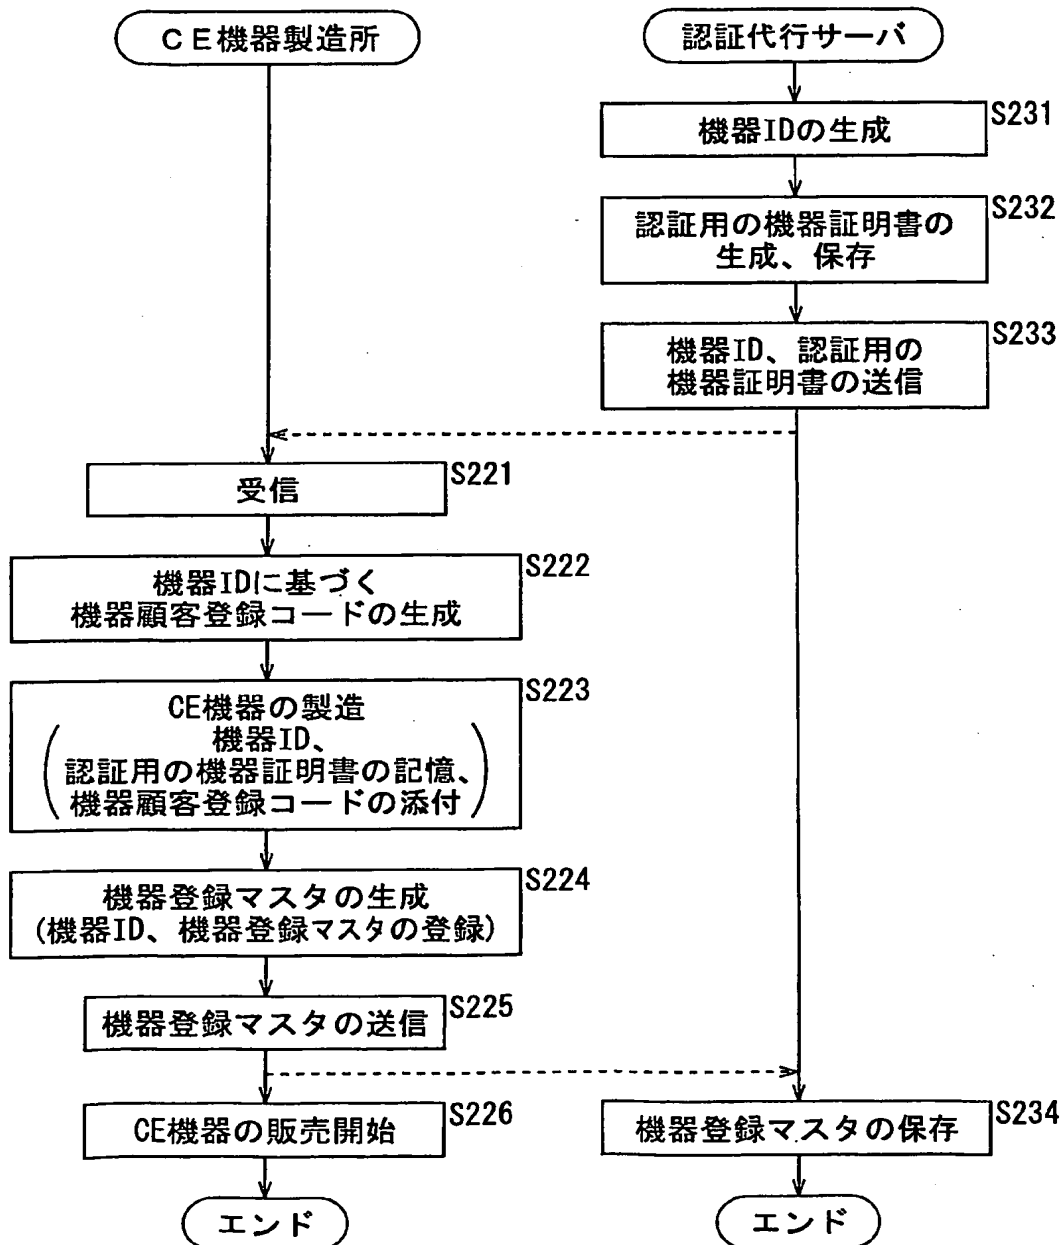 CE機器製造所
認証代行サーバ
機器IDの生成
S231
認証用の機器証明書の
生成、保存
S232
機器ID、認証用の
機器証明書の送信
S233
受信
S221
機器IDに基づく
機器顧客登録コードの生成
S222
CE機器の製造
機器ID、
認証用の機器証明書の記憶、
機器顧客登録コードの添付
S223
機器登録マスタの生成
(機器ID、機器登録マスタの登録)
S224
機器登録マスタの送信
S225
CE機器の販売開始
S226
機器登録マスタの保存
S234
エンド
エンド